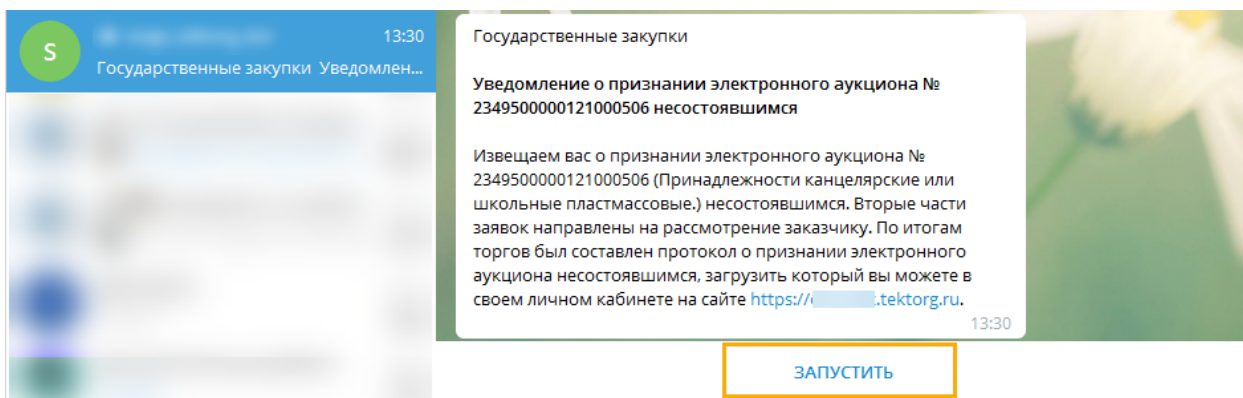 S
13:30
Государственные закупки Уведомлен...
Государственные закупки
Уведомление о признании электронного аукциона №
2349500000121000506 несостоявшимся
Извещаем вас о признании электронного аукциона №
2349500000121000506 (Принадлежности канцелярские или
школьные пластмассовые.) несостоявшимся. Вторые части
заявок направлены на рассмотрение заказчику. По итогам
торгов был составлен протокол о признании электронного
аукциона несостоявшимся, загрузить который вы можете в
своем личном кабинете на сайте https:// .tektorg.ru.
13:30
ЗАПУСТИТЬ